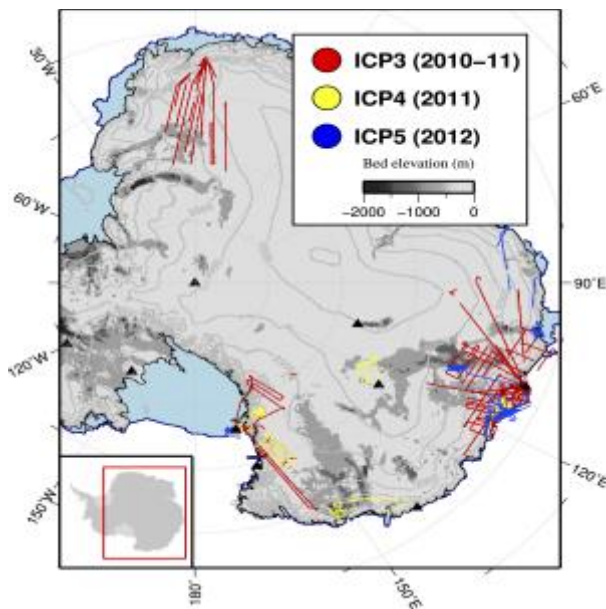 30°W
ICP3 (2010−11)
ICP4 (2011)
ICP5 (2012)
Bed elevation (m)
−2000 −1000 0
60°E
60°W
90°E
120°W
120°E
150°W
180°
150°E